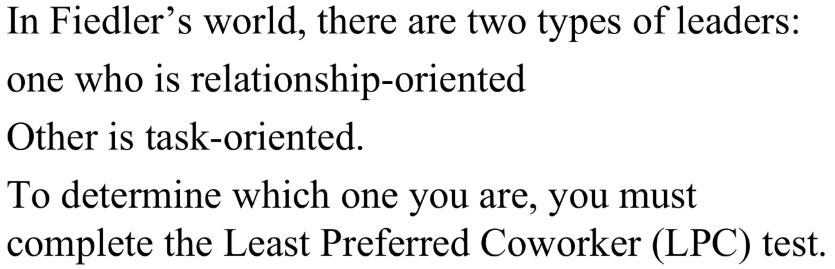 In Fiedler’s world, there are two types of leaders:
one who is relationship-oriented
Other is task-oriented.
To determine which one you are, you must
complete the Least Preferred Coworker (LPC) test.